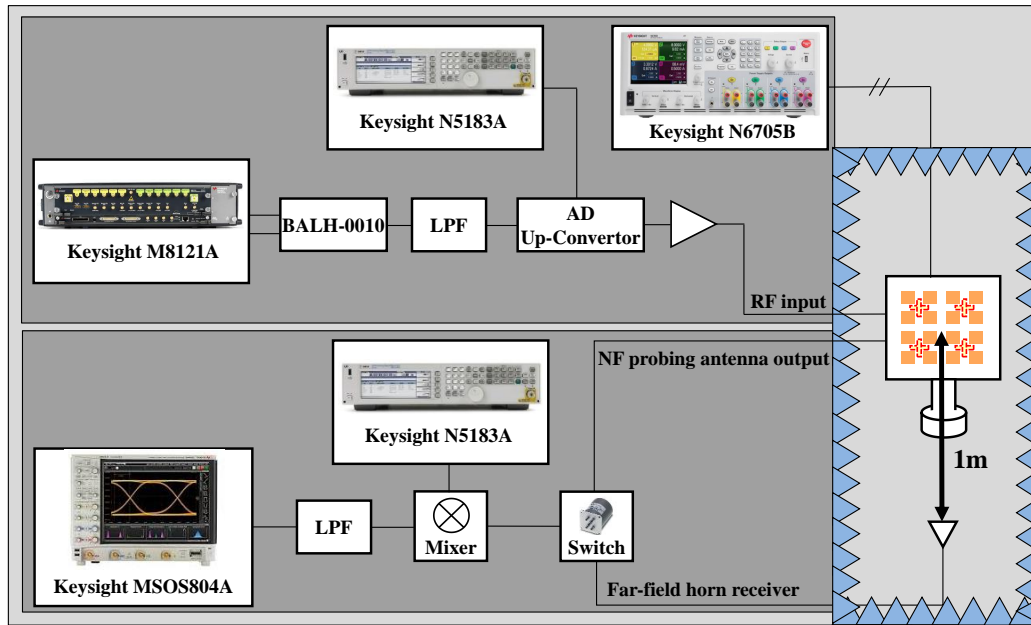 Keysight N5183A
Keysight N6705B
Keysight M8121A
BALH-0010
LPF
AD
Up-Convertor
RF input
NF probing antenna output
Keysight N5183A
1m
Keysight MSOS804A
LPF
Mixer
Switch
Far-field horn receiver